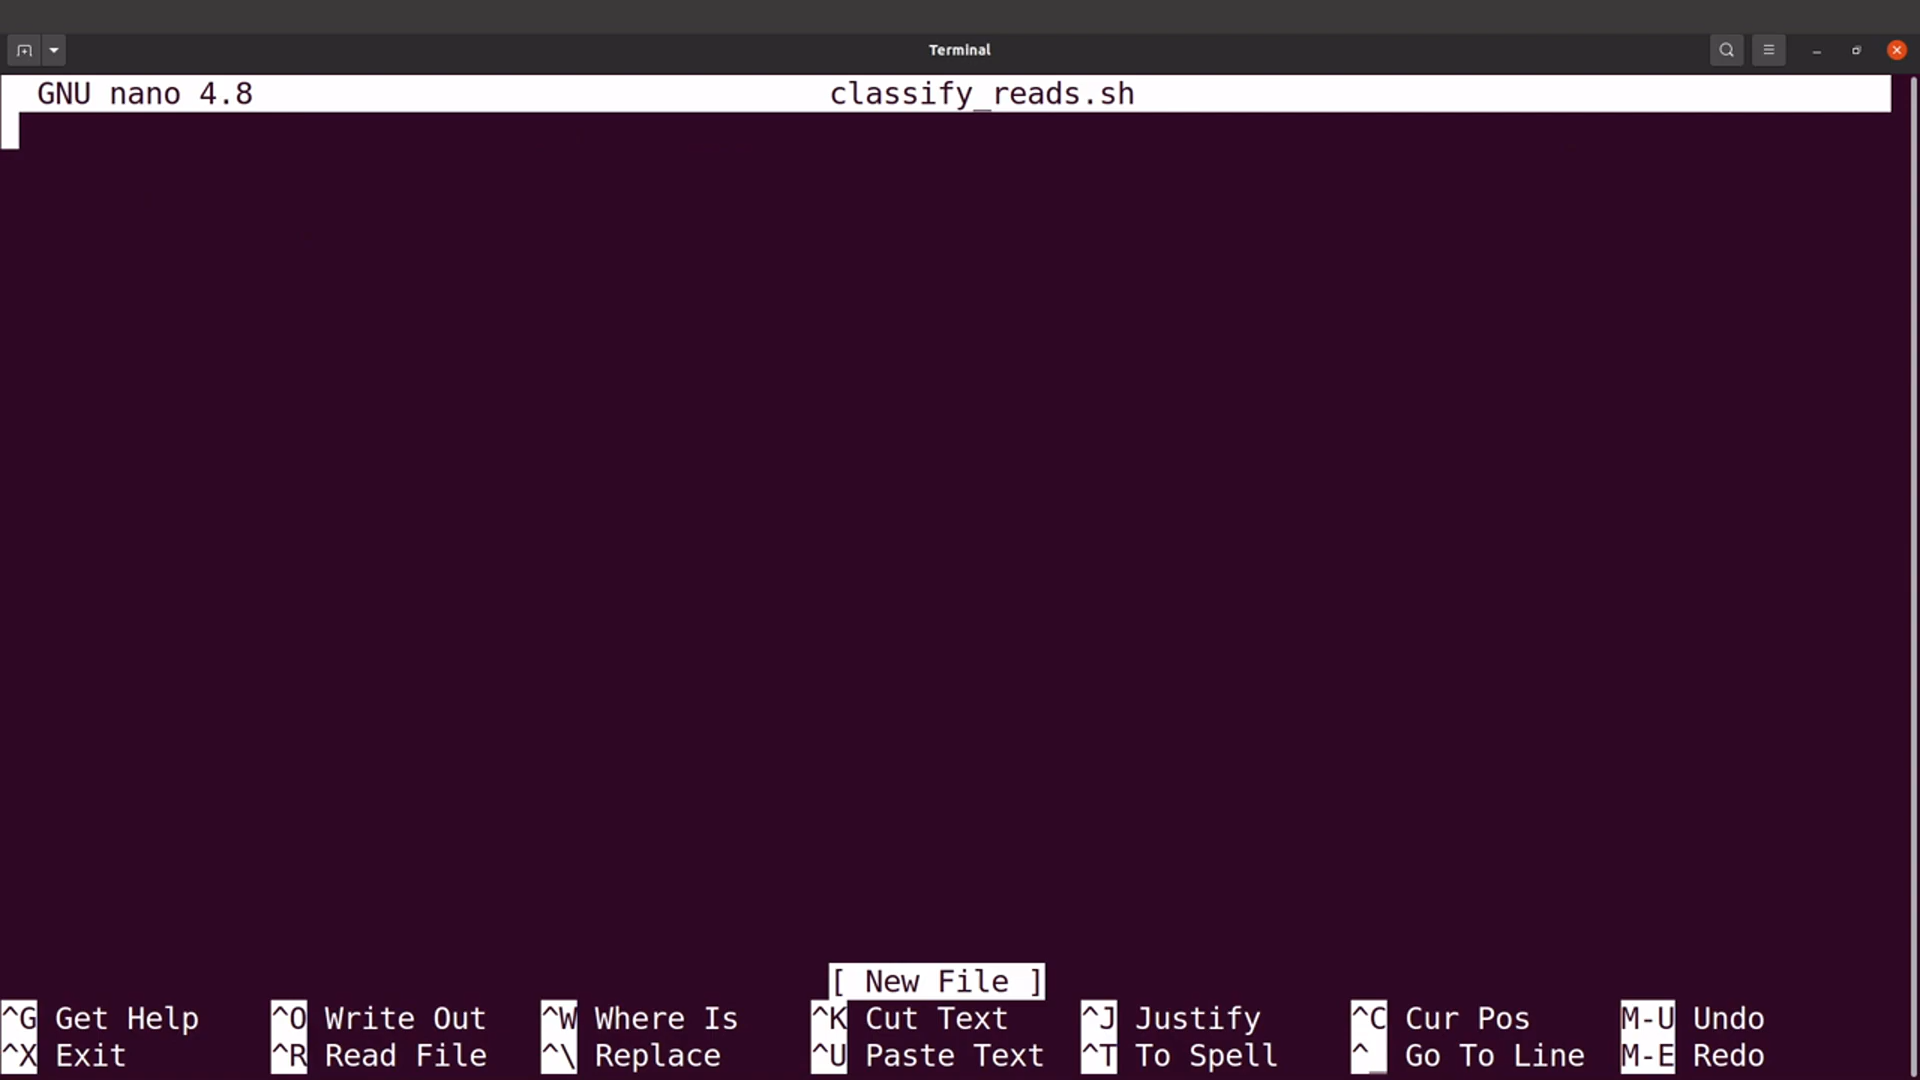 Terminal
GNU nano 4.8 classify_reads.sh
[ New File ]
^G Get Help ^O Write Out ^W Where Is ^K Cut Text ^J Justify ^C Cur Pos M-U Undo
^X Exit ^R Read File ^\ Replace ^U Paste Text ^T To Spell ^_ Go To Line M-E Redo